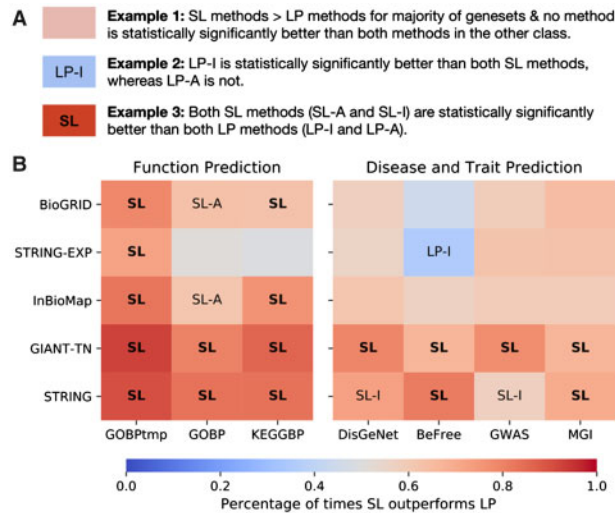 A
Example 1: SL methods > LP methods for majority of genesets & no method
is statistically significantly better than both methods in the other class.
LP-I
Example 2: LP-I is statistically significantly better than both SL methods,
whereas LP-A is not.
SL
Example 3: Both SL methods (SL-A and SL-I) are statistically significantly
better than both LP methods (LP-I and LP-A).
B
Function Prediction
Disease and Trait Prediction
BioGRID SL SL-A SL
STRING-EXP SL LP-I
InBioMap SL SL-A SL
GIANT-TN SL SL SL SL SL SL SL
STRING SL SL SL SL-I SL SL-I SL
GOBPtmp GOBP KEGGBP DisGeNet BeFree GWAS MGI
0.0 0.2 0.4 0.6 0.8 1.0
Percentage of times SL outperforms LP